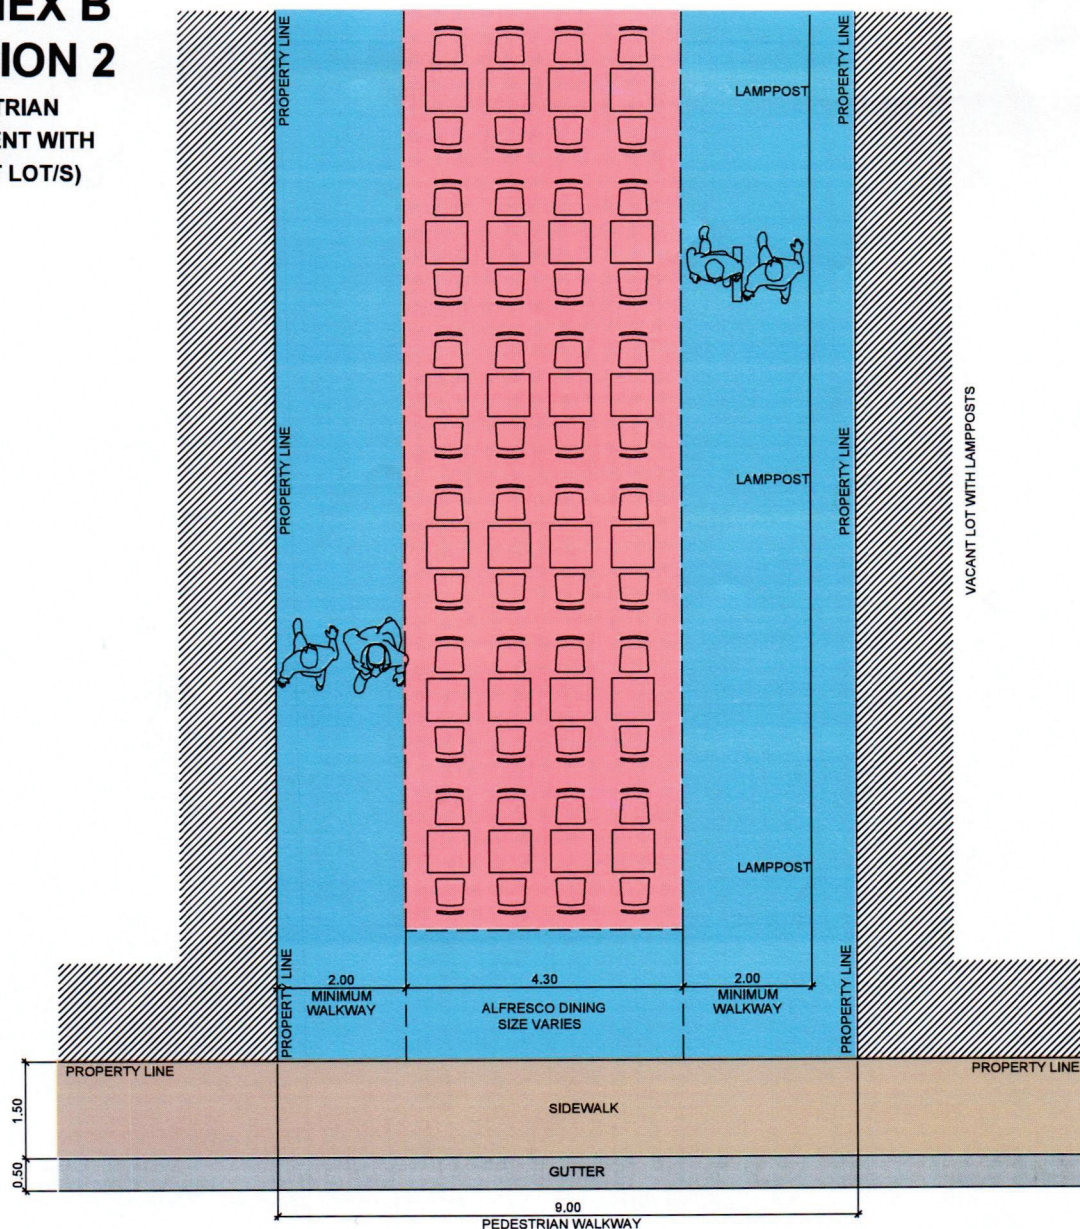 EX B
ION 2
TRIAN
ENT WITH
LOT/S)
PROPERTY LINE
LAMPPOST
PROPERTY LINE
PROPERTY LINE
LAMPPOST
PROPERTY LINE
VACANT LOT WITH LAMPPOSTS
LAMPPOST
PROPERTY LINE
2.00
MINIMUM
WALKWAY
4.30
ALFRESCO DINING
SIZE VARIES
2.00
MINIMUM
WALKWAY
PROPERTY LINE
PROPERTY LINE
PROPERTY LINE
1.50
SIDEWALK
0.50
GUTTER
9.00
PEDESTRIAN WALKWAY